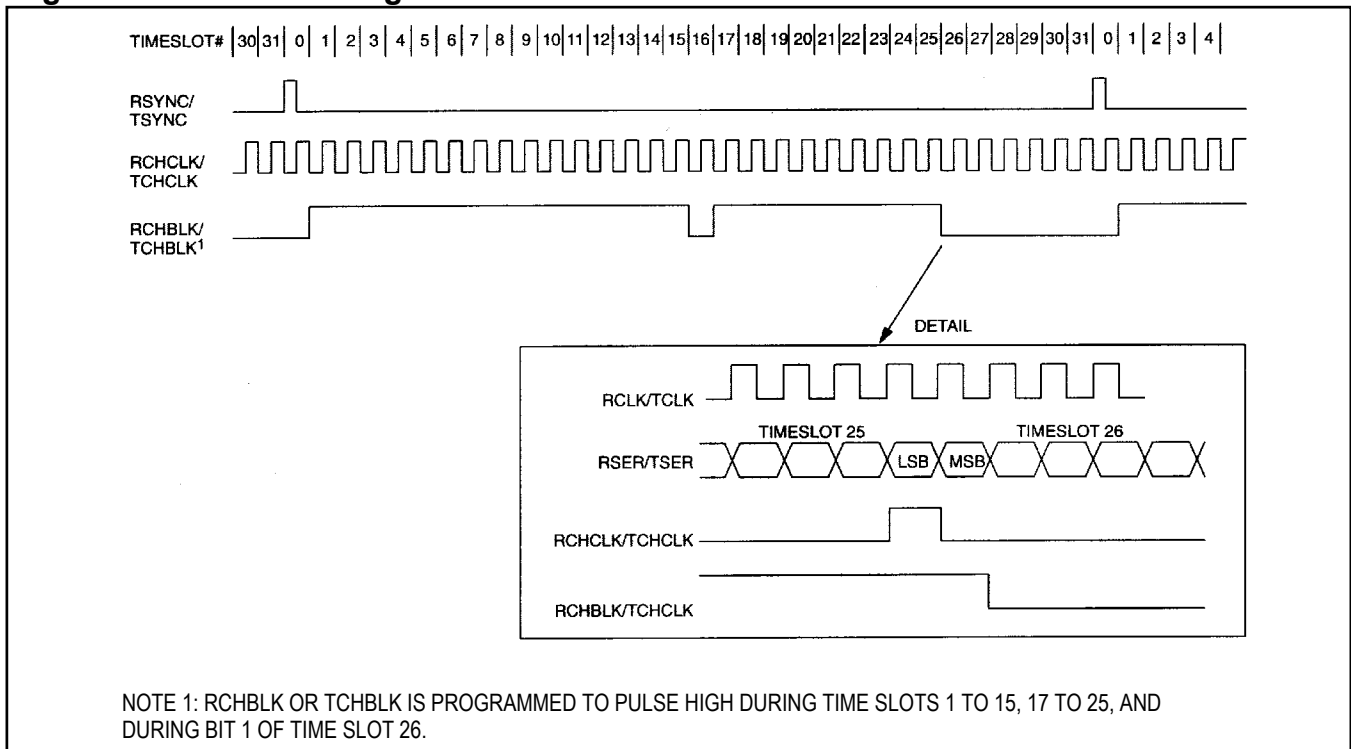 TIMESLOT# 30 31 0 1 2 3 4 5 6 7 8 9 10 11 12 13 14 15 16 17 18 19 20 21 22 23 24 25 26 27 28 29 30 31 0 1 2 3 4
RSYNC/
TSYNC
RCHCLK/
TCHCLK
RCHBLK/
TCHBLK1
DETAIL
RCLK/TCLK
TIMESLOT 25 TIMESLOT 26
RSER/TSER LSB MSB
RCHCLK/TCHCLK
RCHBLK/TCHCLK
NOTE 1: RCHBLK OR TCHBLK IS PROGRAMMED TO PULSE HIGH DURING TIME SLOTS 1 TO 15, 17 TO 25, AND
DURING BIT 1 OF TIME SLOT 26.